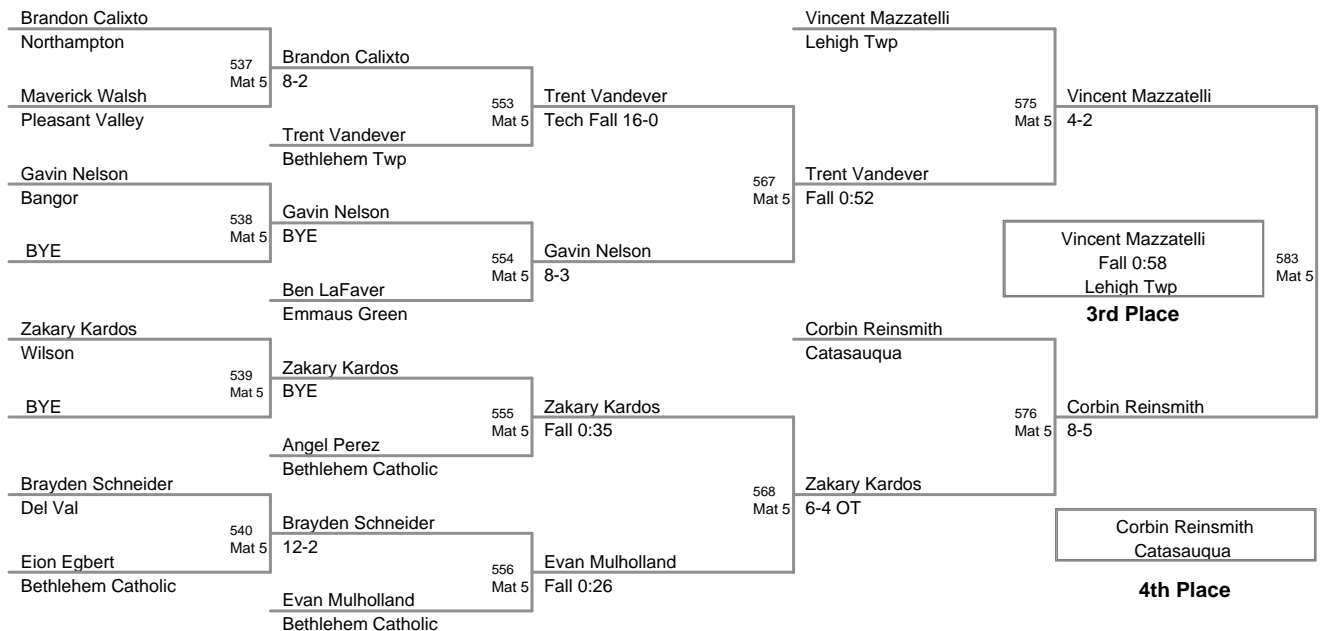 Brandon Calixto
Northampton
537
Mat 5
Maverick Walsh
Pleasant Valley
Gavin Nelson
Bangor
538
Mat 5
BYE
Zakary Kardos
Wilson
539
Mat 5
BYE
Brayden Schneider
Del Val
540
Mat 5
Eion Egbert
Bethlehem Catholic
Brandon Calixto
8-2
553
Mat 5
Trent Vandever
Bethlehem Twp
Gavin Nelson
BYE
554
Mat 5
Ben LaFaver
Emmaus Green
Zakary Kardos
BYE
555
Mat 5
Angel Perez
Bethlehem Catholic
Brayden Schneider
12-2
556
Mat 5
Evan Mulholland
Bethlehem Catholic
Trent Vandever
Tech Fall 16-0
567
Mat 5
Gavin Nelson
8-3
Zakary Kardos
Fall 0:35
568
Mat 5
Evan Mulholland
Fall 0:26
Vincent Mazzatelli
Lehigh Twp
575
Mat 5
Trent Vandever
Fall 0:52
Corbin Reinsmith
Catasauqua
576
Mat 5
Zakary Kardos
6-4 OT
Vincent Mazzatelli
4-2
583
Mat 5
Corbin Reinsmith
8-5
Vincent Mazzatelli
Fall 0:58
Lehigh Twp
3rd Place
Corbin Reinsmith
Catasauqua
4th Place